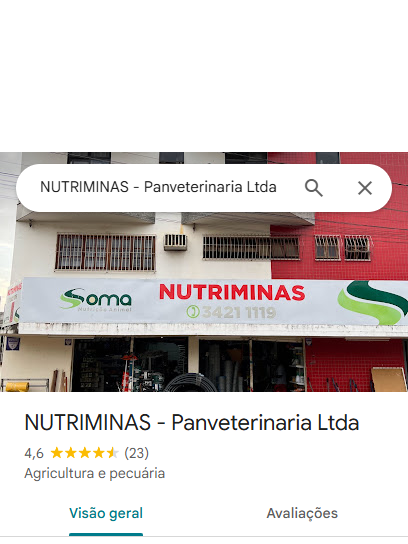 NUTRIMINAS - Panveterinaria Ltda
Soma
Nutrição Animal
NUTRIMINAS
3421 1119
NUTRIMINAS - Panveterinaria Ltda
4,6 (23)
Agricultura e pecuária
Visão geral
Avaliações